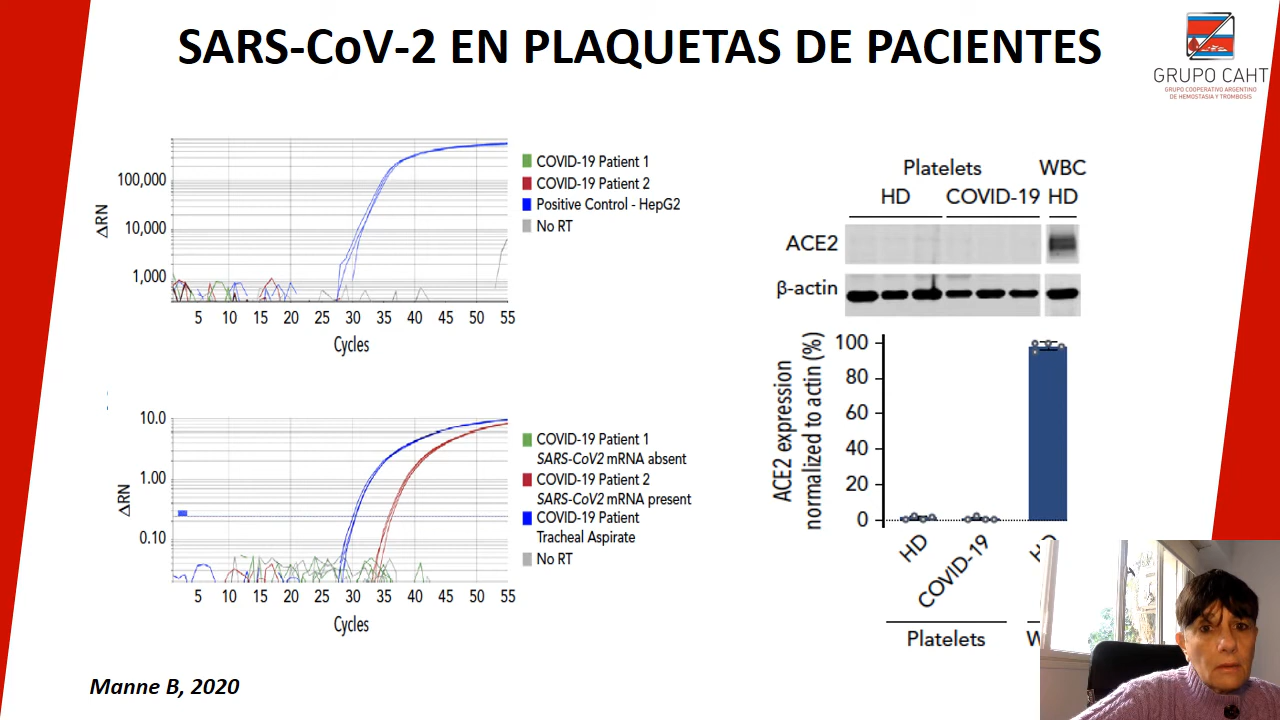 SARS-CoV-2 EN PLAQUETAS DE PACIENTES
GRUPO CAHT
GRUPO COOPERATIVO ARGENTINO
DE HEMOSTASIA Y TROMBOSIS
100,000
10,000
1,000
ΔRN
5 10 15 20 25 30 35 40 45 50 55
Cycles
COVID-19 Patient 1
COVID-19 Patient 2
Positive Control - HepG2
No RT
10.0
1.00
0.10
ΔRN
5 10 15 20 25 30 35 40 45 50 55
Cycles
COVID-19 Patient 1
SARS-CoV2 mRNA absent
COVID-19 Patient 2
SARS-CoV2 mRNA present
COVID-19 Patient
Tracheal Aspirate
No RT
Platelets WBC
HD COVID-19 HD
ACE2
β-actin
ACE2 expression
normalized to actin (%)
100
80
60
40
20
0
HD
COVID-19
Platelets
Manne B, 2020